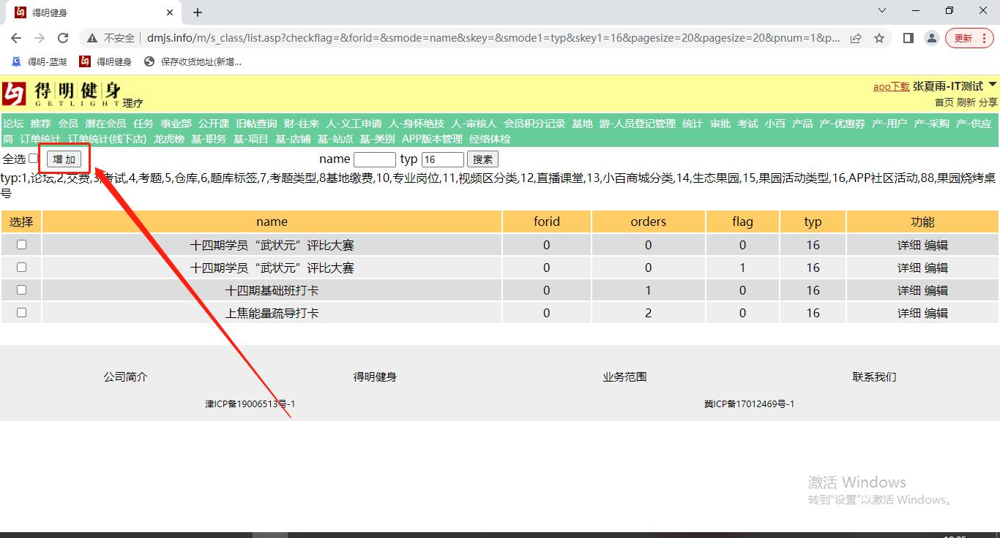 得明健身
不安全 dmjs.info/m/s_class/list.asp?checkflag=&forid=&smode=name&skey=&smode1=typ&skey1=16&pagesize=20&pagesize=20&pnum=1&p... 更新
得明-蓝湖 得明健身 保存收货地址(新增...
得明健身 理疗
GETLIGHT
app下载 张夏雨-IT测试
首页 刷新 分享
论坛 推荐 会员 潜在会员 任务 事业部 公开课 旧帖查询 财-往来 人-义工申请 人-身怀绝技 人-审核人 会员积分记录 基地 游-人员登记管理 统计 审批 考试 小百 产品 产-优惠券 产-用户 产-采购 产-供应
商 订单统计 订单统计(线下店) 龙虎榜 基-职务 基-项目 基-店铺 基-站点 基-类别 APP版本管理 经络体检
全选 增 加 name typ 16 搜索
typ:1,论坛,2,交费,3,考试,4,考题,5,仓库,6,题库标签,7,考题类型,8基地缴费,10,专业岗位,11,视频区分类,12,直播课堂,13,小百商城分类,14,生态果园,15,果园活动类型,16,APP社区活动,88,果园烧烤桌
号
选择 name forid orders flag typ 功能
十四期学员“武状元”评比大赛 0 0 0 16 详细 编辑
十四期学员“武状元”评比大赛 0 0 1 16 详细 编辑
十四期基础班打卡 0 1 0 16 详细 编辑
上焦能量疏导打卡 0 2 0 16 详细 编辑
公司简介 得明健身 业务范围 联系我们
津ICP备19006513号-1 冀ICP备17012469号-1
激活 Windows
转到"设置"以激活 Windows。